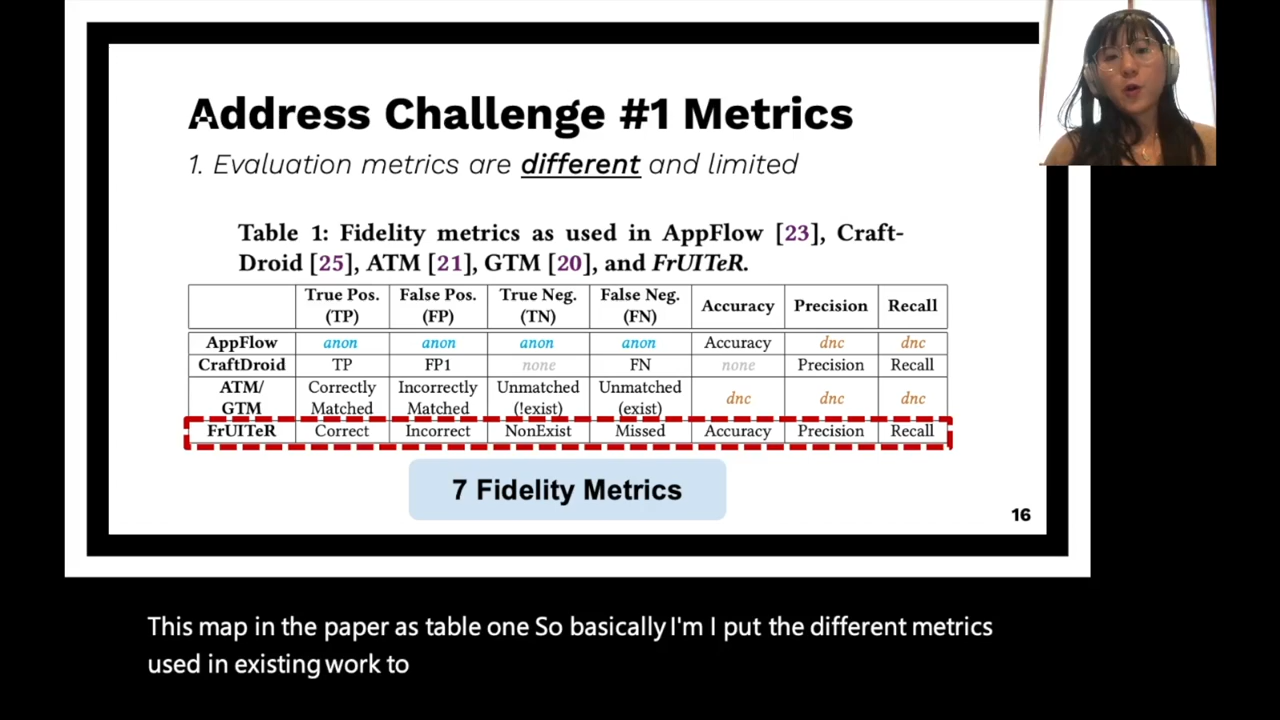 Address Challenge #1 Metrics
1. Evaluation metrics are different and limited
Table 1: Fidelity metrics as used in AppFlow [23], Craft-
Droid [25], ATM [21], GTM [20], and FrUITeR.
True Pos. (TP) False Pos. (FP) True Neg. (TN) False Neg. (FN) Accuracy Precision Recall
AppFlow anon anon anon anon Accuracy dnc dnc
CraftDroid TP FP1 none FN none Precision Recall
ATM/ GTM Correctly Matched Incorrectly Matched Unmatched (!exist) Unmatched (exist) dnc dnc dnc
FrUITeR Correct Incorrect NonExist Missed Accuracy Precision Recall
7 Fidelity Metrics
16
This map in the paper as table one So basically I'm I put the different metrics
used in existing work to